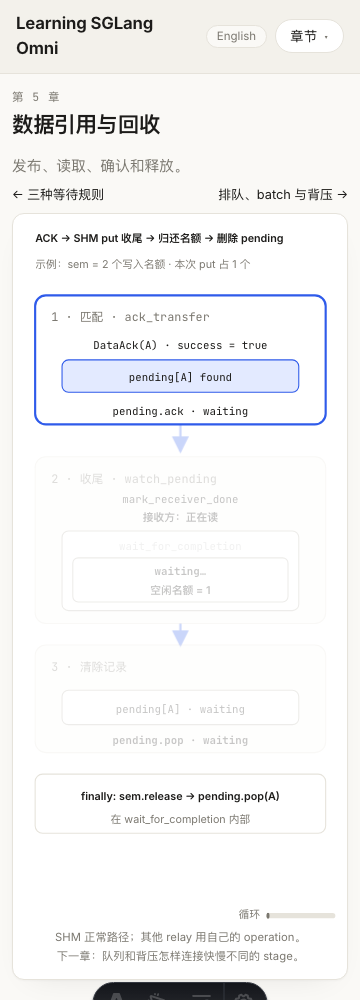 Learning SGLang Omni
English
章节
第 5 章
数据引用与回收
发布、读取、确认和释放。
← 三种等待规则
排队、batch 与背压 →
ACK → SHM put 收尾 → 归还名额 → 删除 pending
示例：sem = 2 个写入名额 · 本次 put 占 1 个
1 · 匹配 · ack_transfer
DataAck(A) · success = true
pending[A] found
pending.ack · waiting
2 · 收尾 · watch_pending
mark_receiver_done
接收方：正在读
wait_for_completion
waiting…
空闲名额 = 1
3 · 清除记录
pending[A] · waiting
pending.pop · waiting
finally: sem.release → pending.pop(A)
在 wait_for_completion 内部
循环
SHM 正常路径；其他 relay 用自己的 operation。
下一章：队列和背压怎样连接快慢不同的 stage。